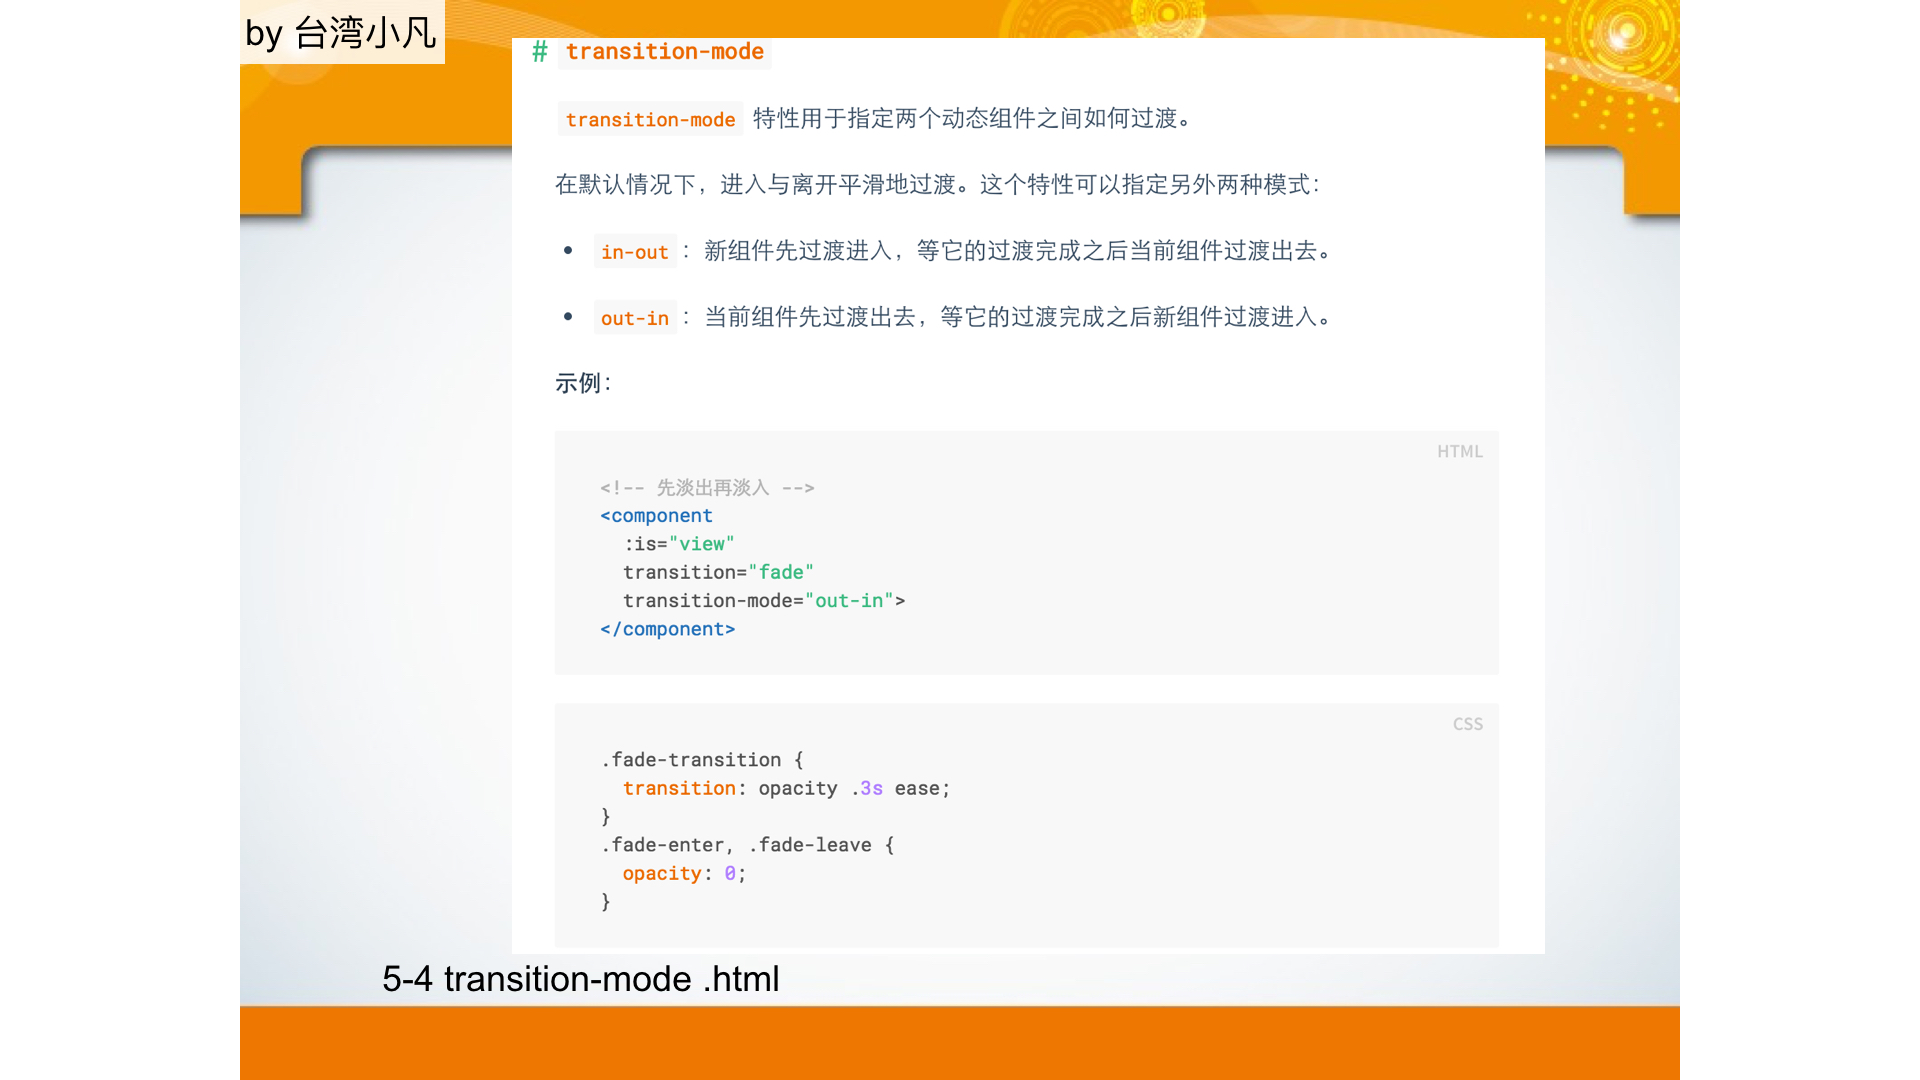 by 台湾小凡
# transition-mode
transition-mode 特性用于指定两个动态组件之间如何过渡。
在默认情况下，进入与离开平滑地过渡。这个特性可以指定另外两种模式：
• in-out：新组件先过渡进入，等它的过渡完成之后当前组件过渡出去。
• out-in：当前组件先过渡出去，等它的过渡完成之后新组件过渡进入。
示例：
HTML
<!-- 先淡出再淡入 -->
<component
  :is="view"
  transition="fade"
  transition-mode="out-in">
</component>
CSS
.fade-transition {
  transition: opacity .3s ease;
}
.fade-enter, .fade-leave {
  opacity: 0;
}
5-4 transition-mode .html